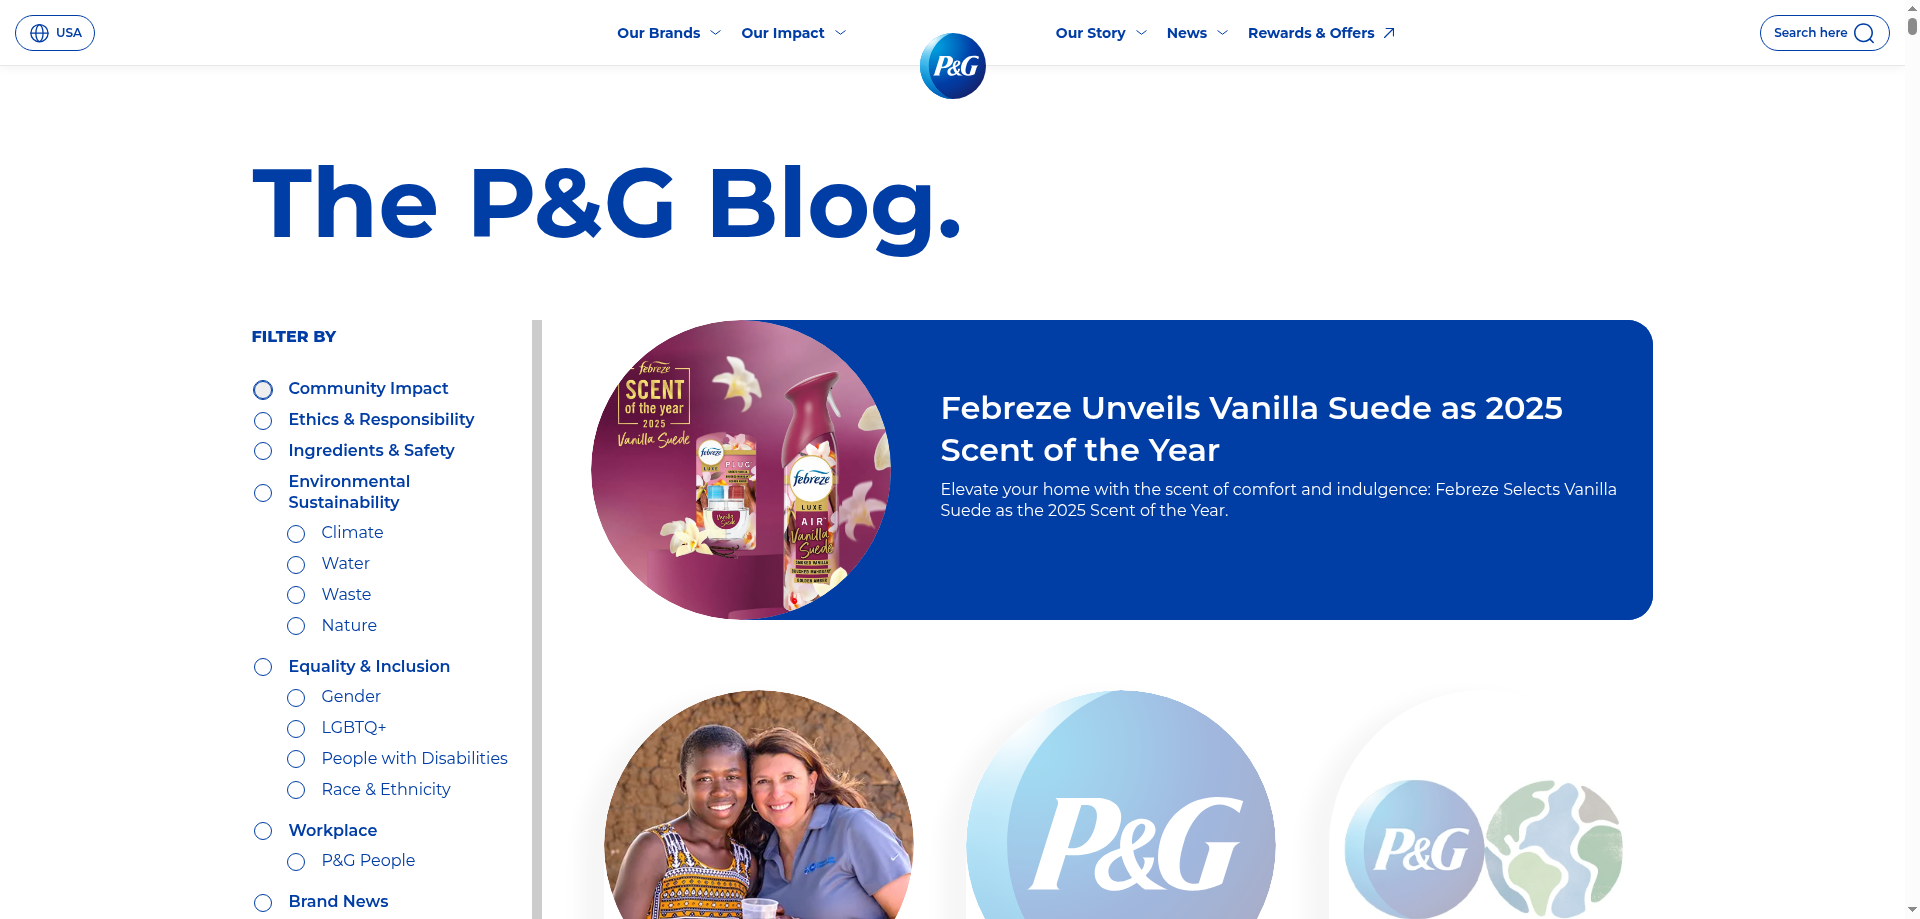 USA
Our Brands
Our Impact
P&G
Our Story
News
Rewards & Offers
Search here
The P&G Blog.
FILTER BY
Community Impact
Ethics & Responsibility
Ingredients & Safety
Environmental
Sustainability
Climate
Water
Waste
Nature
Equality & Inclusion
Gender
LGBTQ+
People with Disabilities
Race & Ethnicity
Workplace
P&G People
Brand News
febreze
SCENT
of the year
2025
Vanilla Suede
febreze
LUXE
PLUG
Vanilla
Suede
febreze
LUXE
AIR
Vanilla
Suede
Febreze Unveils Vanilla Suede as 2025
Scent of the Year
Elevate your home with the scent of comfort and indulgence: Febreze Selects Vanilla
Suede as the 2025 Scent of the Year.
P&G
P&G